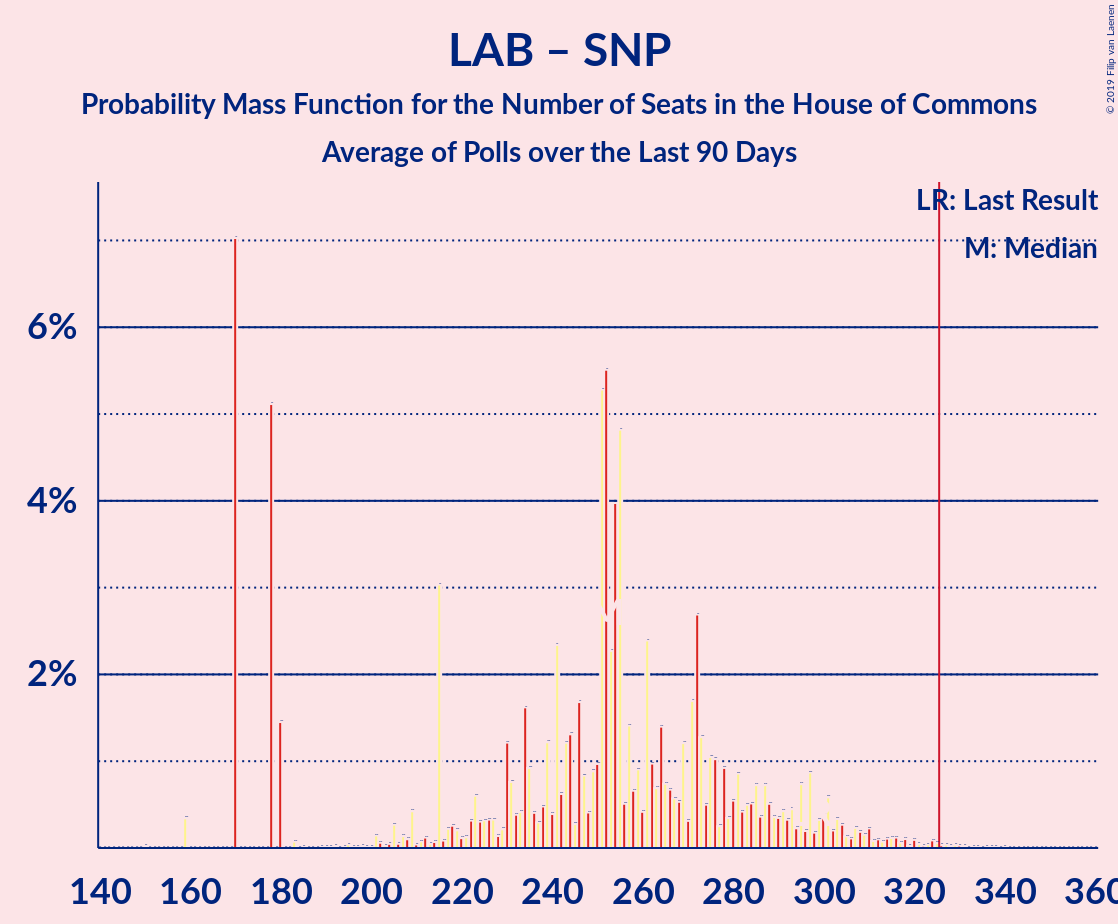 LAB – SNP
Probability Mass Function for the Number of Seats in the House of Commons
Average of Polls over the Last 90 Days
© 2019 Filip van Laenen
LR: Last Result
M: Median
6%
4%
2%
140 160 180 200 220 240 260 280 300 320 340 360